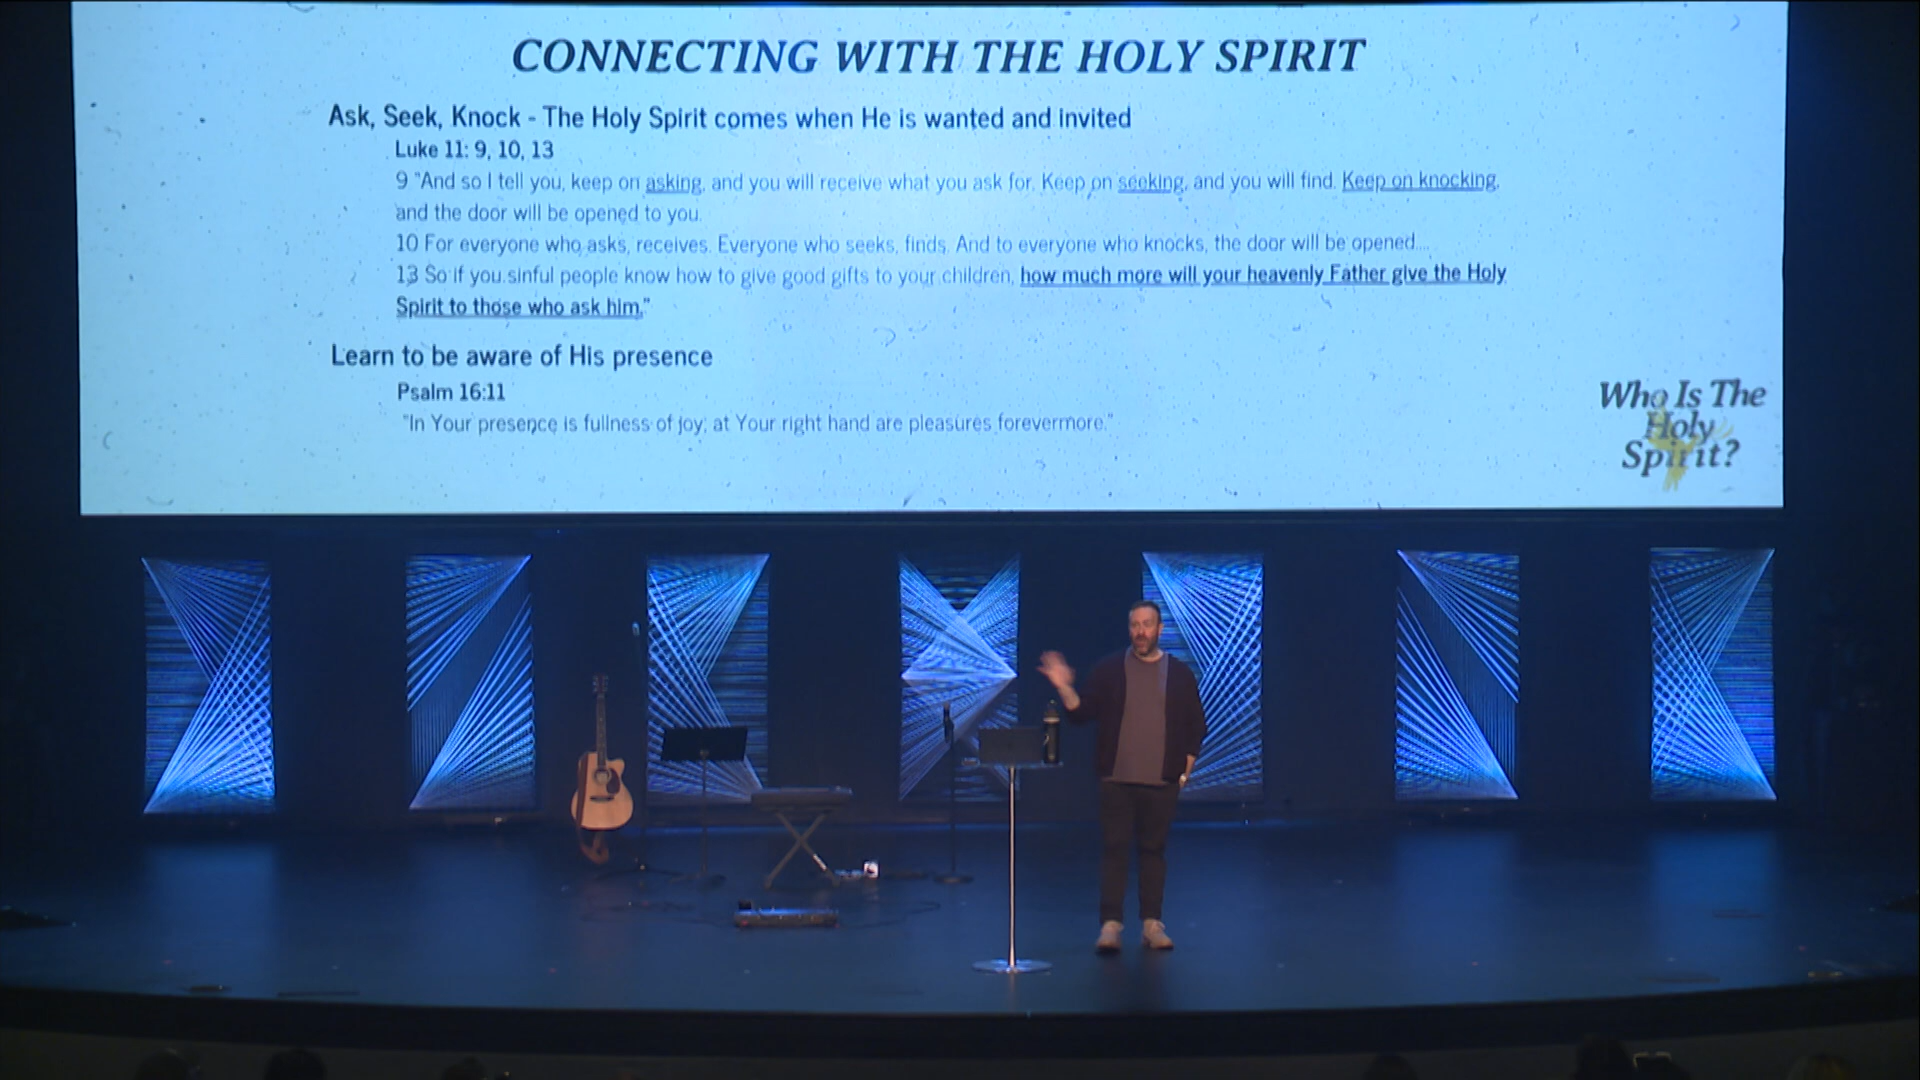 CONNECTING WITH THE HOLY SPIRIT
Ask, Seek, Knock - The Holy Spirit comes when He is wanted and invited
Luke 11: 9, 10, 13
9 "And so I tell you, keep on asking, and you will receive what you ask for. Keep on seeking, and you will find. Keep on knocking,
and the door will be opened to you.
10 For everyone who asks, receives. Everyone who seeks, finds. And to everyone who knocks, the door will be opened....
13 So if you sinful people know how to give good gifts to your children, how much more will your heavenly Father give the Holy
Spirit to those who ask him."
Learn to be aware of His presence
Psalm 16:11
"In Your presence is fullness of joy; at Your right hand are pleasures forevermore."
Who Is The
Holy
Spirit?